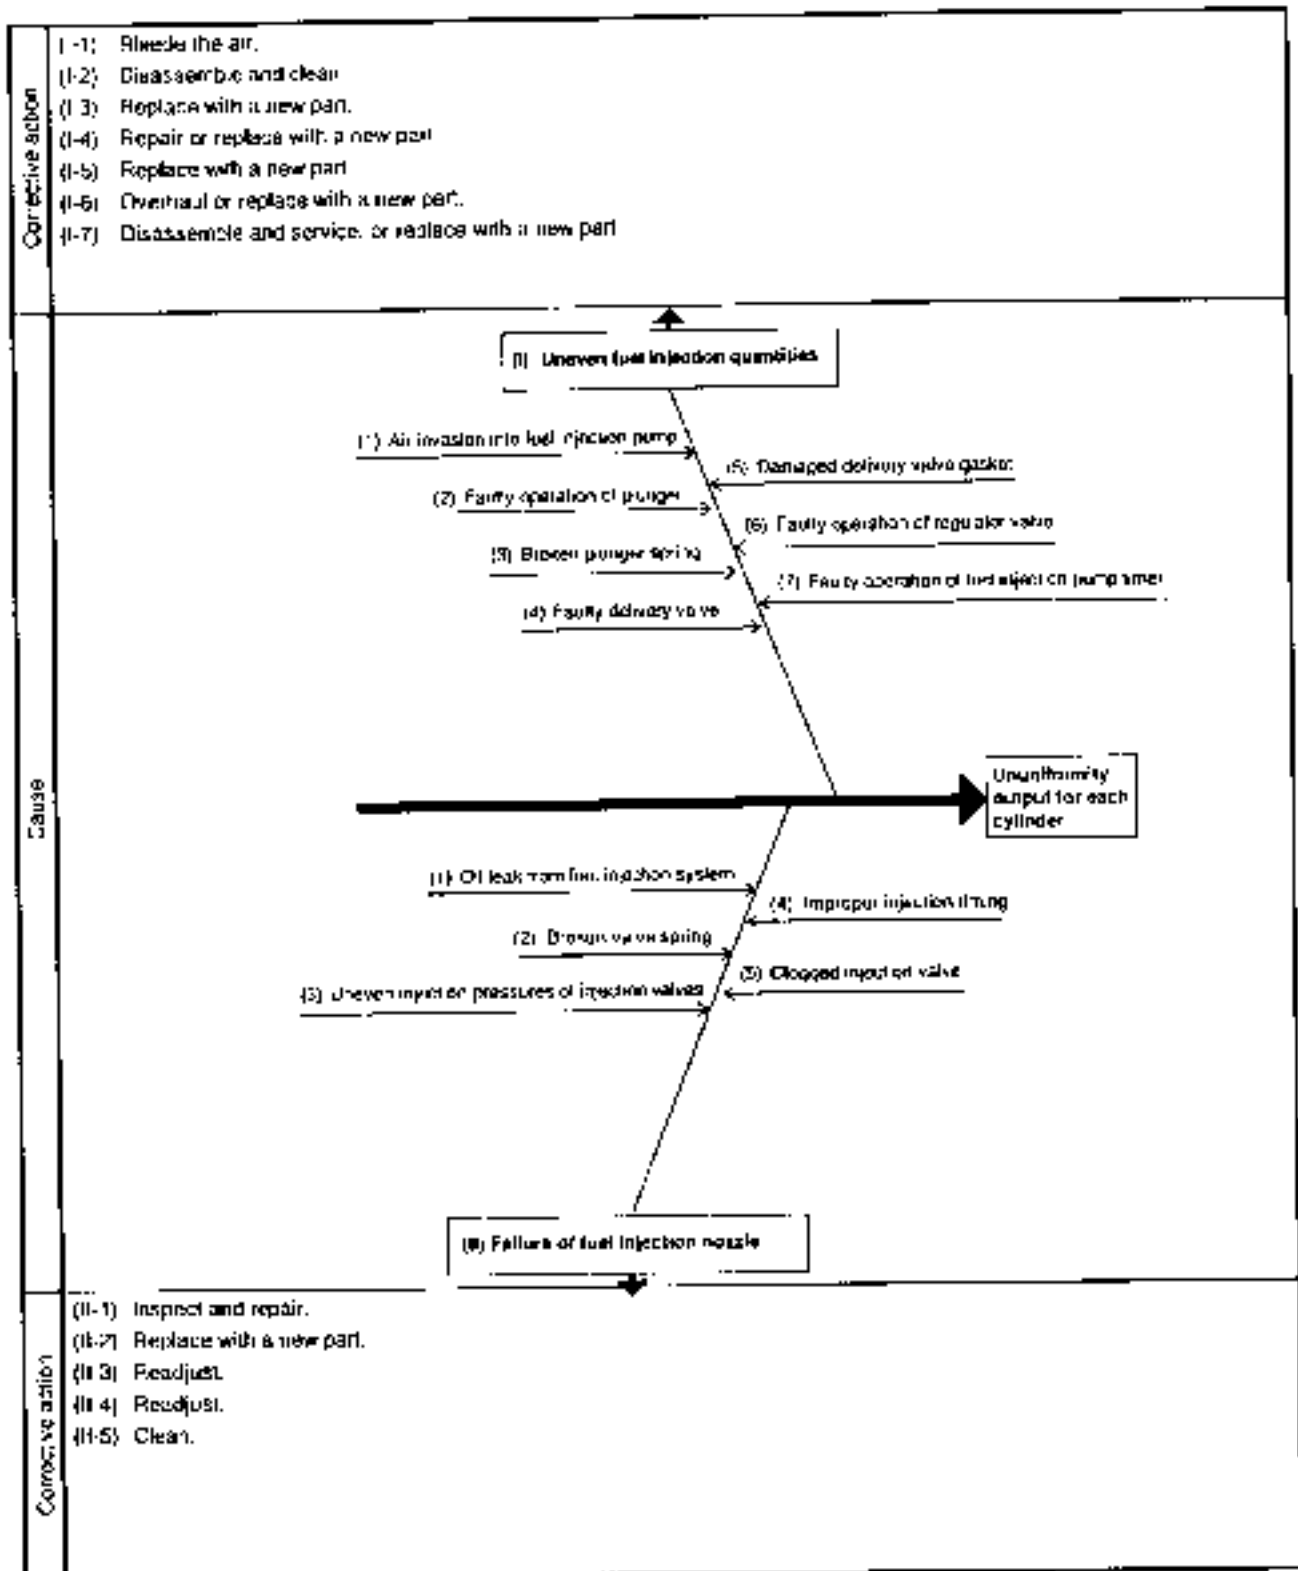 Corrective action
(I-1) Bleede the air.
(I-2) Disassemble and clean
(I-3) Replace with a new part.
(I-4) Repair or replace with a new part
(I-5) Replace with a new part
(I-6) Overhaul or replace with a new part.
(I-7) Disassemble and service, or replace with a new part
Cause
(I) Uneven fuel injection quantities
(1) Air invasion into fuel injection pump
(5) Damaged delivery valve gasket
(2) Faulty operation of plunger
(6) Faulty operation of regulator valve
(3) Broken plunger spring
(7) Faulty operation of fuel injection pump timer
(4) Faulty delivery valve
Ununiformity
output for each
cylinder
(1) Oil leak from fuel injection system
(4) Improper injection timing
(2) Broken valve spring
(5) Clogged injection valve
(3) Uneven injection pressures of injection valves
(II) Failure of fuel injection nozzle
Corrective action
(II-1) Inspect and repair.
(II-2) Replace with a new part.
(II-3) Readjust.
(II-4) Readjust.
(II-5) Clean.